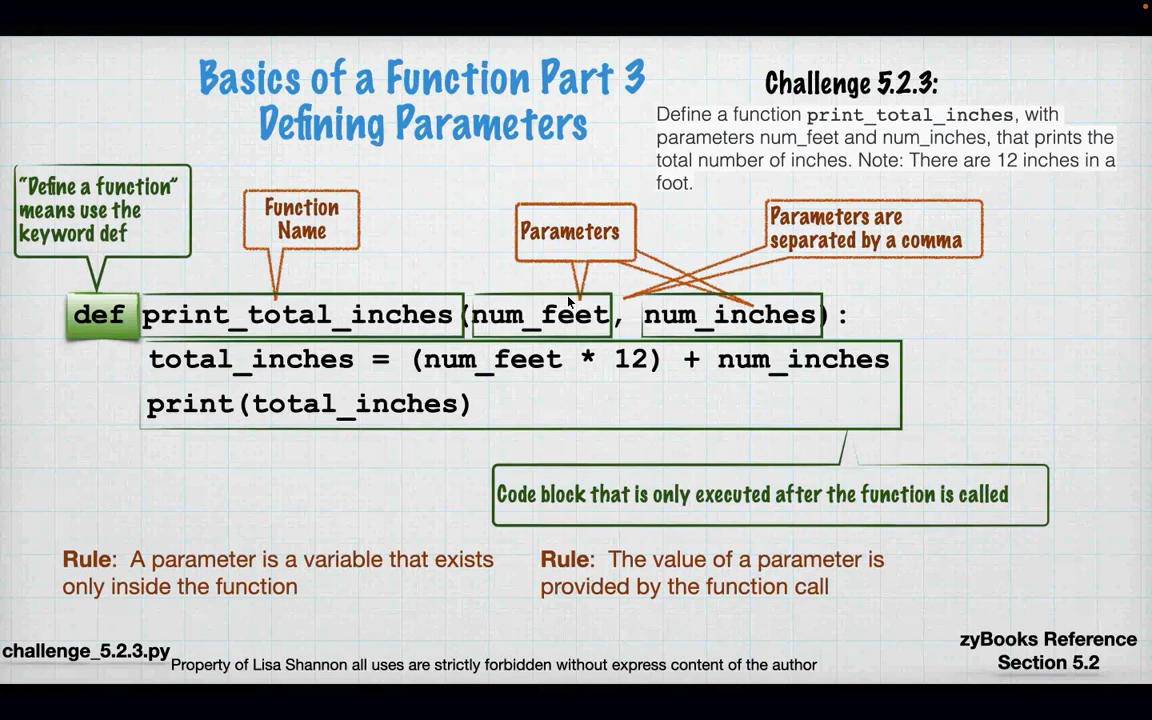 Basics of a Function Part 3
Defining Parameters
Challenge 5.2.3:
Define a function print_total_inches, with
parameters num_feet and num_inches, that prints the
total number of inches. Note: There are 12 inches in a
foot.
"Define a function"
means use the
keyword def
Function
Name
Parameters
Parameters are
separated by a comma
def print_total_inches(num_feet, num_inches):
total_inches = (num_feet * 12) + num_inches
print(total_inches)
Code block that is only executed after the function is called
Rule: A parameter is a variable that exists
only inside the function
Rule: The value of a parameter is
provided by the function call
challenge_5.2.3.py
Property of Lisa Shannon all uses are strictly forbidden without express content of the author
zyBooks Reference
Section 5.2